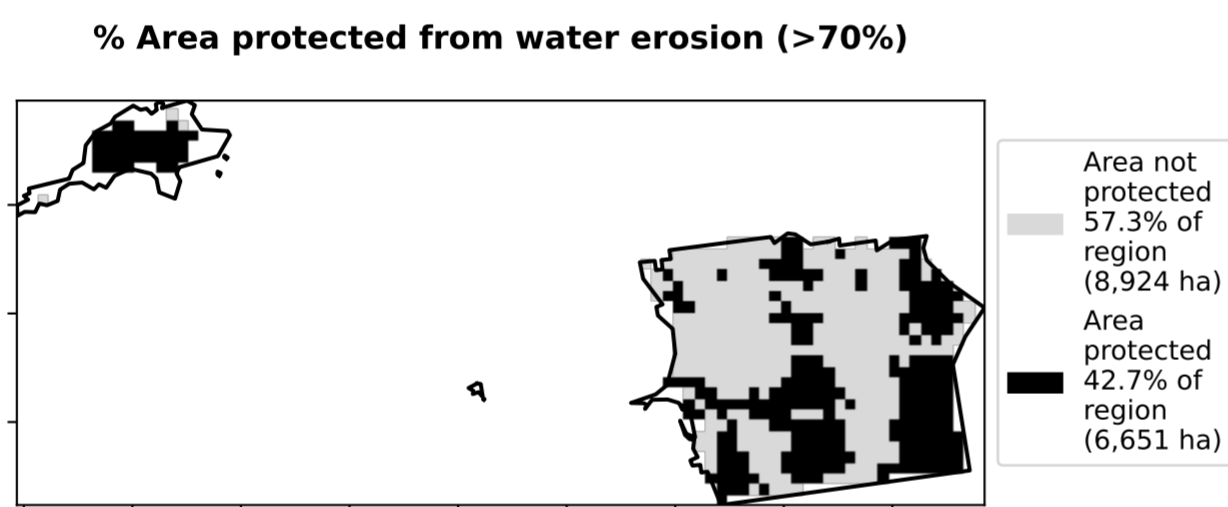 % Area protected from water erosion (>70%)
Area not
protected
57.3% of
region
(8,924 ha)
Area
protected
42.7% of
region
(6,651 ha)